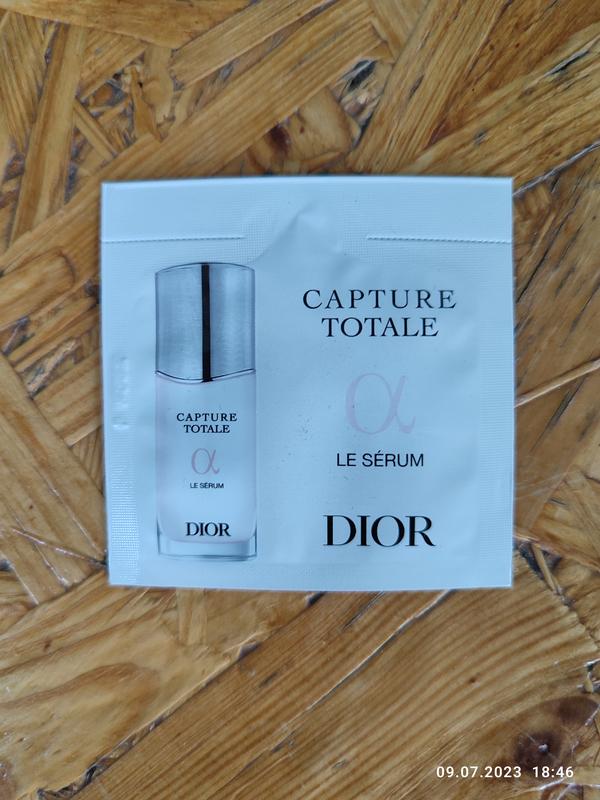 CAPTURE
TOTALE
α
LE SÉRUM
DIOR
CAPTURE
TOTALE
α
LE SÉRUM
DIOR
09.07.2023 18:46